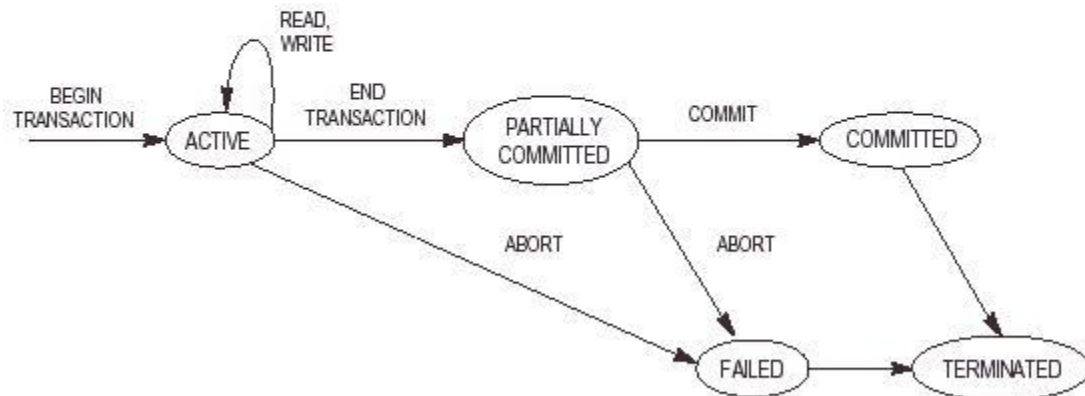 READ,
WRITE
BEGIN
TRANSACTION
ACTIVE
END
TRANSACTION
PARTIALLY
COMMITTED
COMMIT
COMMITTED
ABORT
ABORT
FAILED
TERMINATED